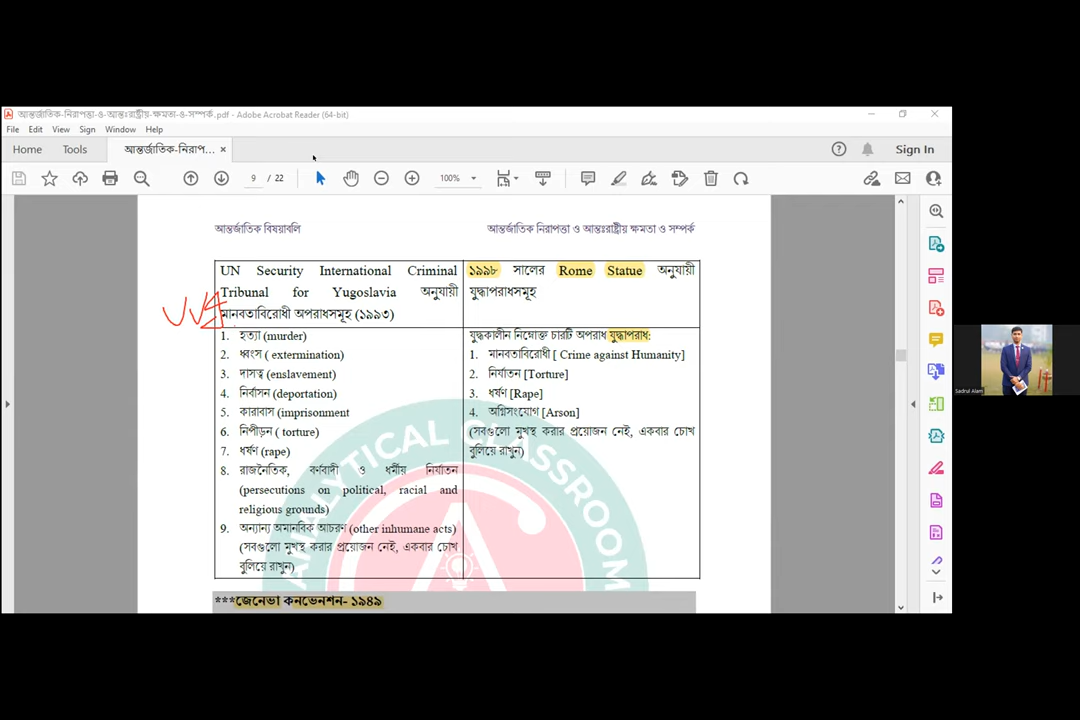 আন্তর্জাতিক-নিরাপত্তা-ও-আন্তঃরাষ্ট্রীয়-ক্ষমতা-ও-সম্পর্ক.pdf - Adobe Acrobat Reader (64-bit)
File Edit View Sign Window Help
Home Tools আন্তর্জাতিক-নিরাপ... × Sign In
9 / 22 100%
আন্তর্জাতিক বিষয়াবলি আন্তর্জাতিক নিরাপত্তা ও আন্তঃরাষ্ট্রীয় ক্ষমতা ও সম্পর্ক
UN Security International Criminal
Tribunal for Yugoslavia অনুযায়ী
মানবতাবিরোধী অপরাধসমূহ (১৯৯৩)
১৯৯৮ সালের Rome Statue অনুযায়ী
যুদ্ধাপরাধসমূহ
1. হত্যা (murder)
2. ধ্বংস ( extermination)
3. দাসত্ব (enslavement)
4. নির্বাসন (deportation)
5. কারাবাস (imprisonment
6. নিপীড়ন ( torture)
7. ধর্ষণ (rape)
8. রাজনৈতিক, বর্ণবাদী ও ধর্মীয় নির্যাতন
(persecutions on political, racial and
religious grounds)
9. অন্যান্য অমানবিক আচরণ (other inhumane acts)
(সবগুলো মুখস্থ করার প্রয়োজন নেই, একবার চোখ
বুলিয়ে রাখুন)
যুদ্ধকালীন নিম্নোক্ত চারটি অপরাধ যুদ্ধাপরাধ:
1. মানবতাবিরোধী [ Crime against Humanity]
2. নির্যাতন [Torture]
3. ধর্ষণ [Rape]
4. অগ্নিসংযোগ [Arson]
(সবগুলো মুখস্থ করার প্রয়োজন নেই, একবার চোখ
বুলিয়ে রাখুন)
ANALYTICAL CLASSROOM
***জেনেভা কনভেনশন- ১৯৪৯
Sadrul Alam